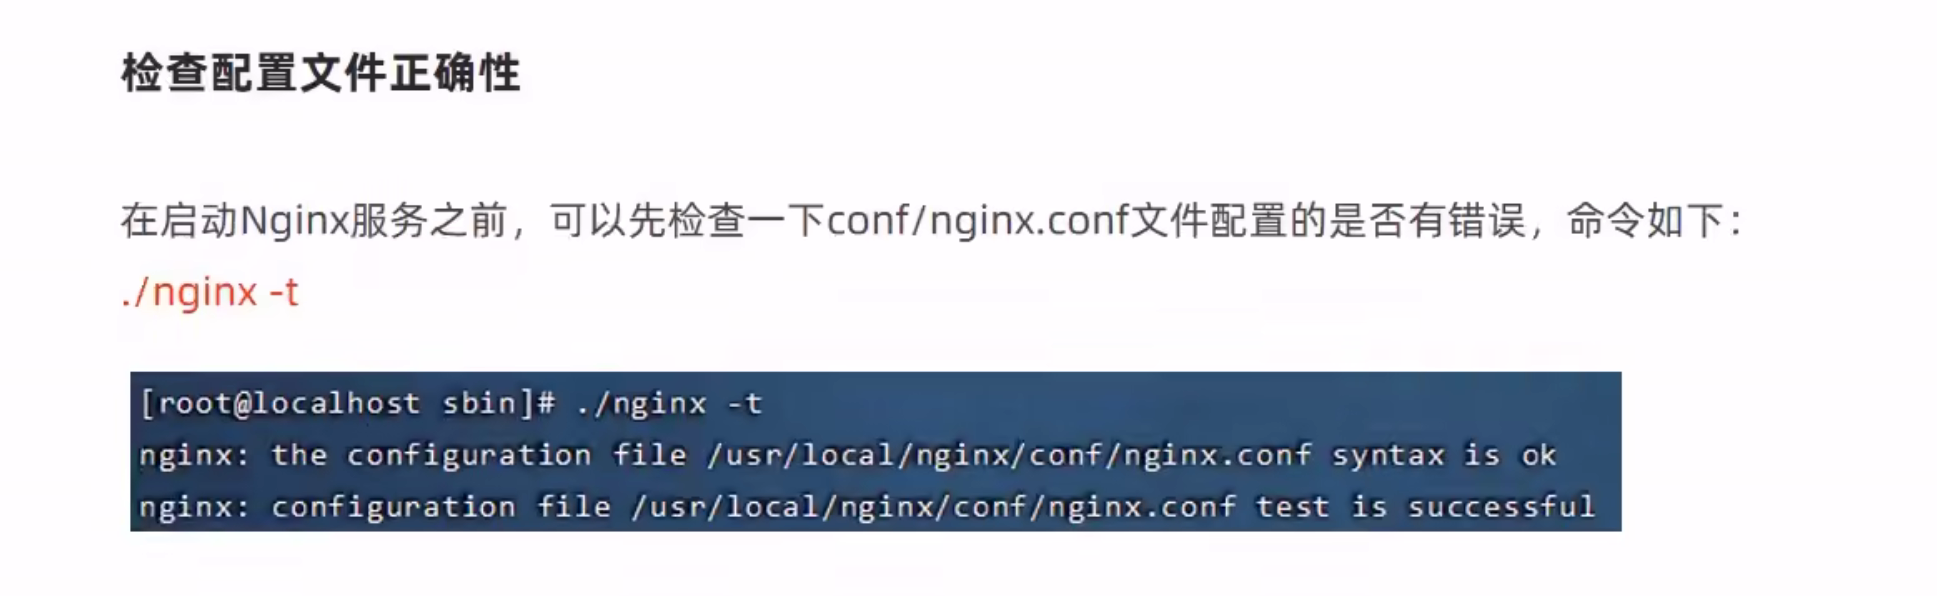 检查配置文件正确性
在启动Nginx服务之前，可以先检查一下conf/nginx.conf文件配置的是否有错误，命令如下：
./nginx -t
[root@localhost sbin]# ./nginx -t
nginx: the configuration file /usr/local/nginx/conf/nginx.conf syntax is ok
nginx: configuration file /usr/local/nginx/conf/nginx.conf test is successful